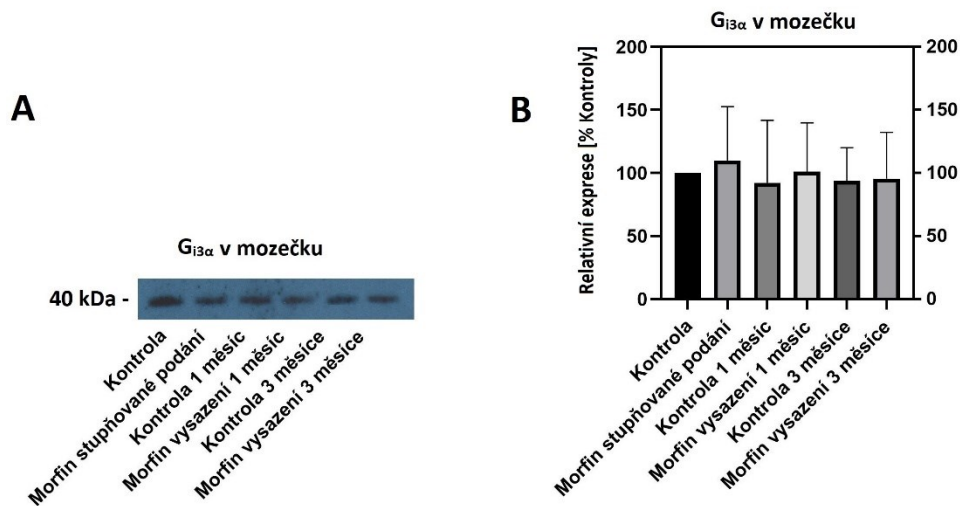 A
G i3α v mozečku
40 kDa -
Kontrola
Morfin stupňované podání
Kontrola 1 měsíc
Morfin vysazení 1 měsíc
Kontrola 3 měsíce
Morfin vysazení 3 měsíce
B
G i3α v mozečku
Relativní exprese [% Kontroly]
200
150
100
50
0
200
150
100
50
0
Kontrola
Morfin stupňované podání
Kontrola 1 měsíc
Morfin vysazení 1 měsíc
Kontrola 3 měsíce
Morfin vysazení 3 měsíce